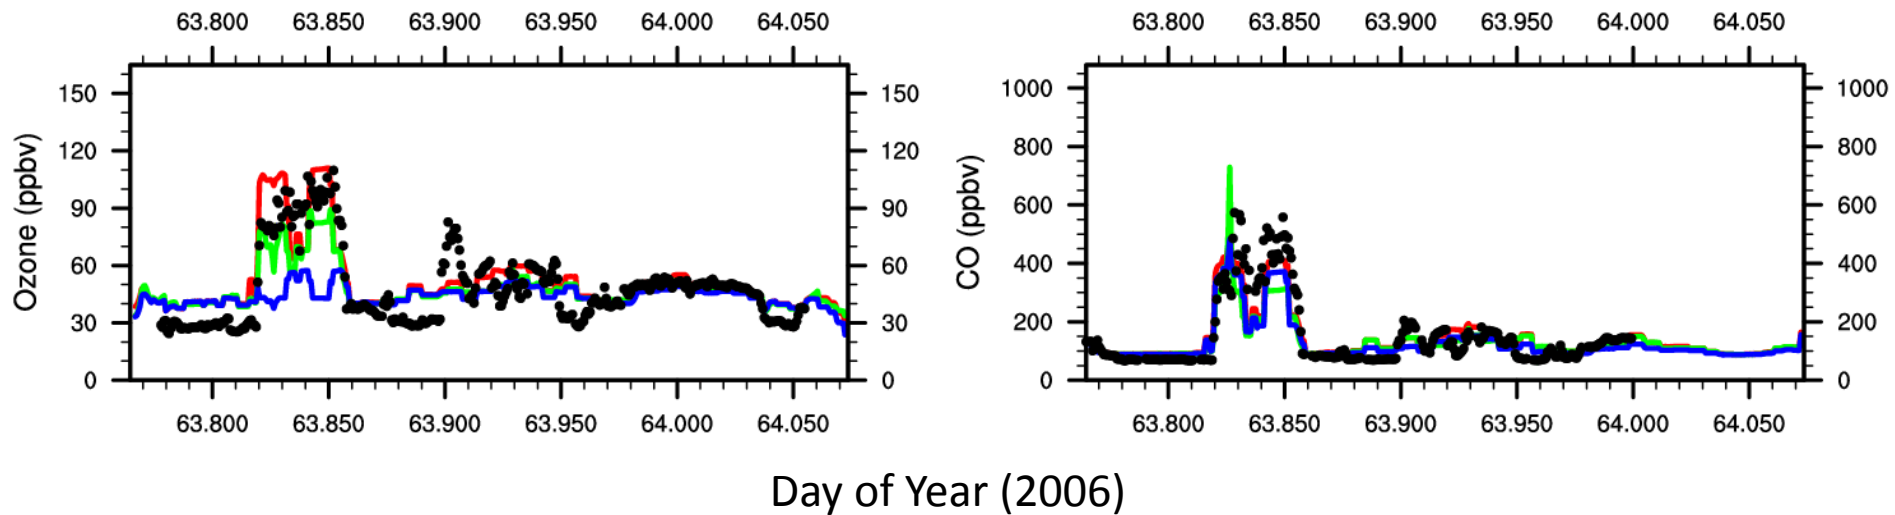 63.800 63.850 63.900 63.950 64.000 64.050 63.800 63.850 63.900 63.950 64.000 64.050
150 150 1000 1000
120 120 800 800
90 90 600 600
60 60 400 400
30 30 200 200
0 0 0 0
Ozone (ppbv)
CO (ppbv)
63.800 63.850 63.900 63.950 64.000 64.050 63.800 63.850 63.900 63.950 64.000 64.050
Day of Year (2006)